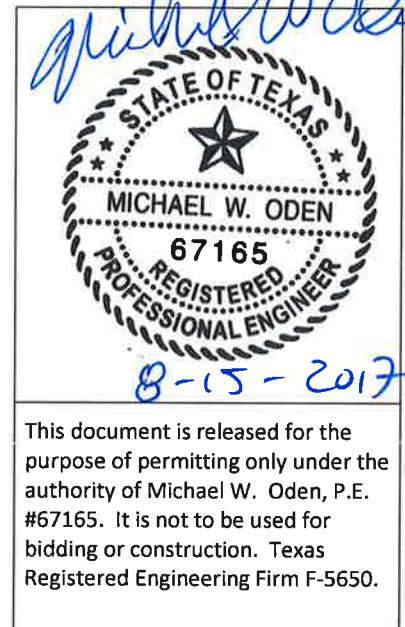 Michael W Oden
STATE OF TEXAS
MICHAEL W. ODEN
67165
REGISTERED
PROFESSIONAL ENGINEER
8-15-2017
This document is released for the
purpose of permitting only under the
authority of Michael W. Oden, P.E.
#67165. It is not to be used for
bidding or construction. Texas
Registered Engineering Firm F-5650.